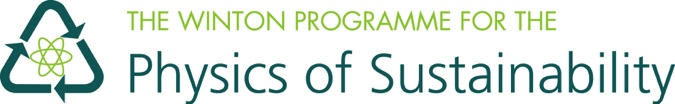 THE WINTON PROGRAMME FOR THE
Physics of Sustainability